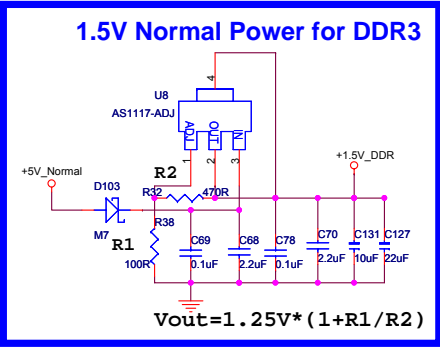 1.5V Normal Power for DDR3
4
U8
AS1117-ADJ
ADJ
OUT
IN
1
2
3
+5V_Normal
+1.5V_DDR
R2
D103
R32
470R
M7
R1
R38
100R
C69
0.1uF
C68
2.2uF
C78
0.1uF
C70
2.2uF
C131
10uF
C127
22uF
Vout=1.25V*(1+R1/R2)